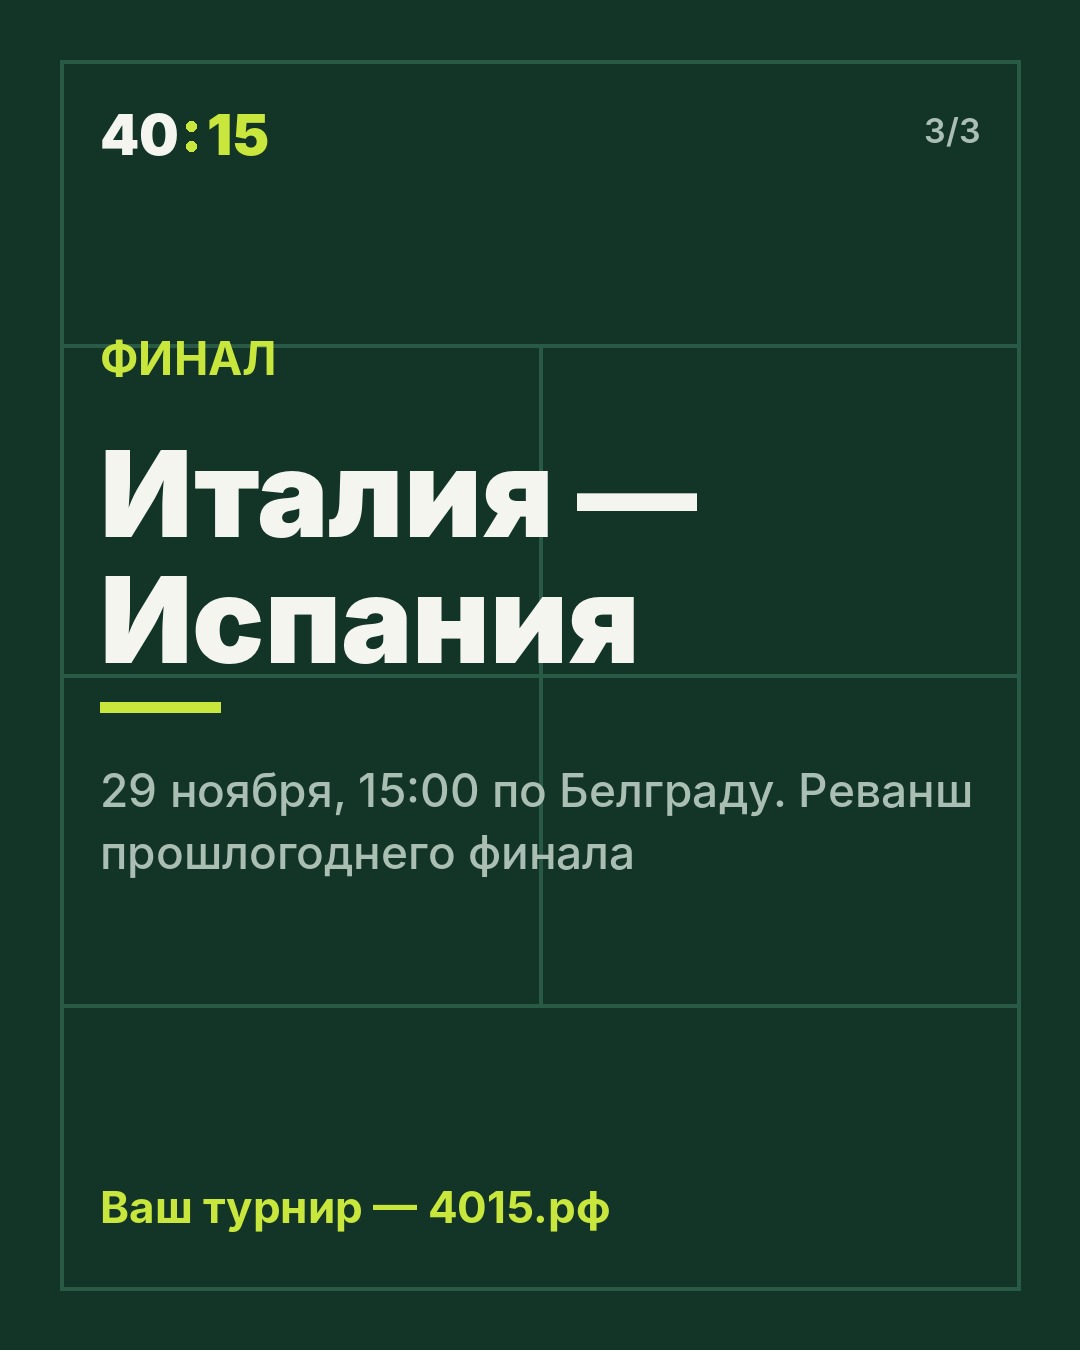 40:15
3/3
ФИНАЛ
Италия —
Испания
29 ноября, 15:00 по Белграду. Реванш
прошлогоднего финала
Ваш турнир — 4015.рф